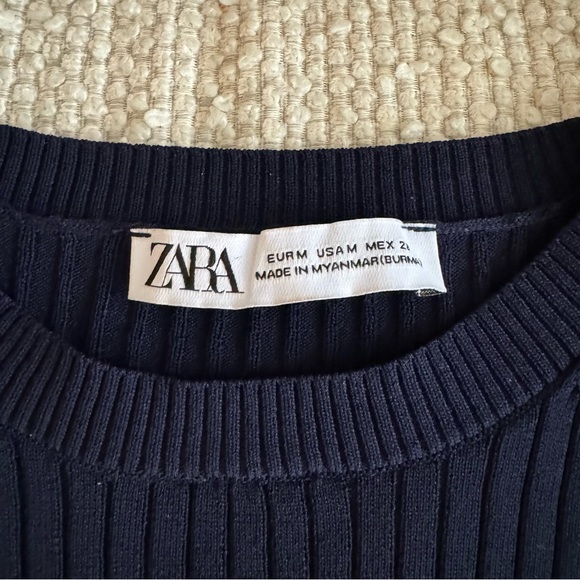 ZARA
EUR M USA M MEX 28
MADE IN MYANMAR (BURMA)